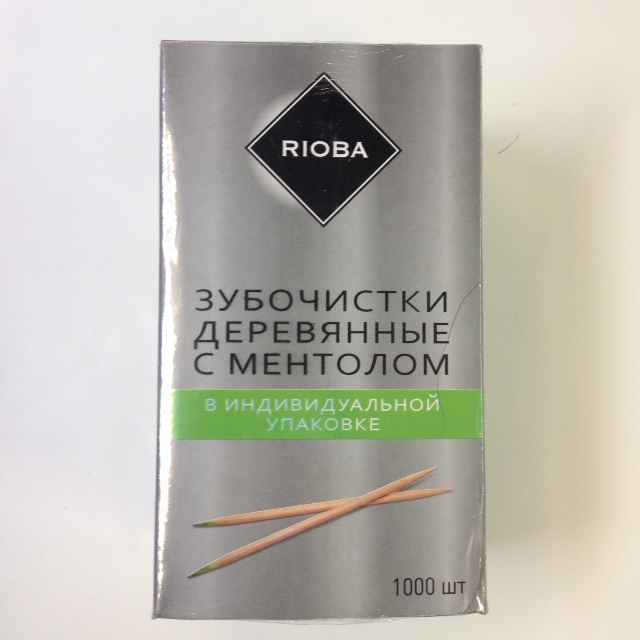 RIOBA
ЗУБОЧИСТКИ
ДЕРЕВЯННЫЕ
С МЕНТОЛОМ
В ИНДИВИДУАЛЬНОЙ
УПАКОВКЕ
1000 шт